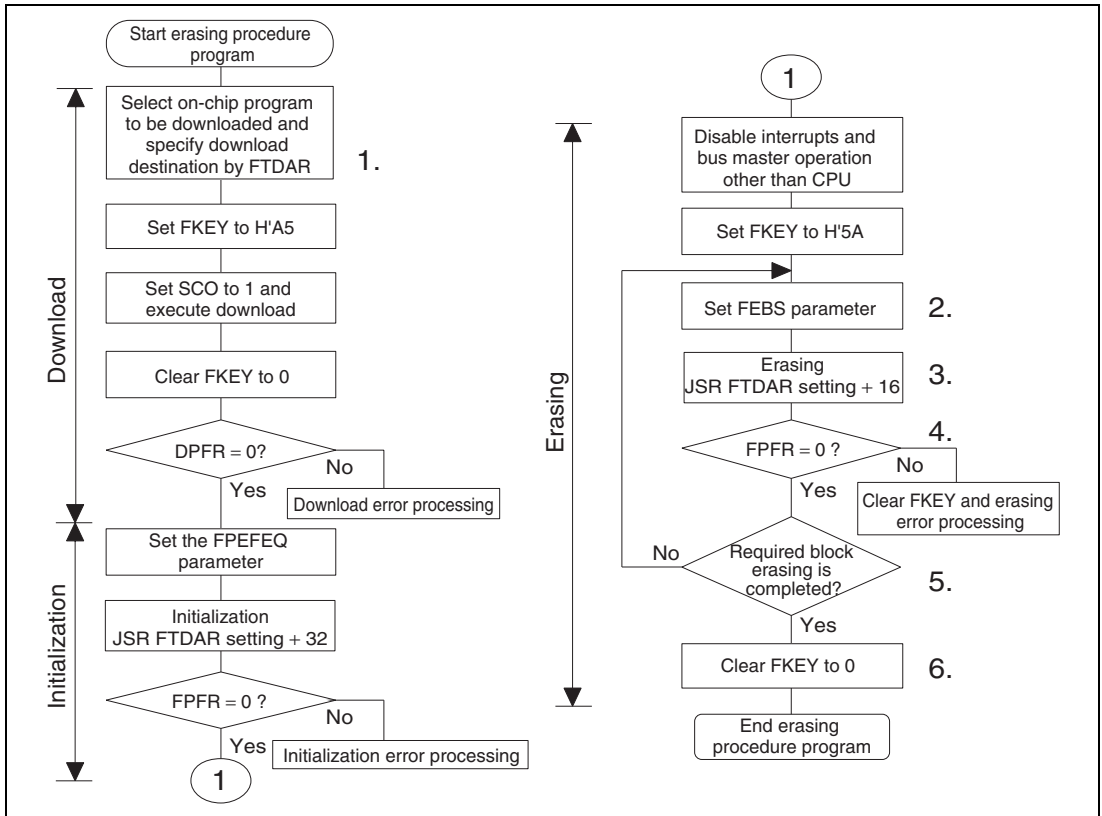 Start erasing procedure
program
Select on-chip program
to be downloaded and
specify download
destination by FTDAR
1.
Set FKEY to H'A5
Set SCO to 1 and
execute download
Clear FKEY to 0
DPFR = 0?
No
Yes
Download error processing
Download
Set the FPEFEQ
parameter
Initialization
JSR FTDAR setting + 32
FPFR = 0 ?
No
Yes
Initialization error processing
1
Initialization
1
Disable interrupts and
bus master operation
other than CPU
Set FKEY to H'5A
Set FEBS parameter
2.
Erasing
JSR FTDAR setting + 16
3.
4.
FPFR = 0 ?
No
Yes
Clear FKEY and erasing
error processing
No
Required block
erasing is
completed?
5.
Yes
Clear FKEY to 0
6.
End erasing
procedure program
Erasing